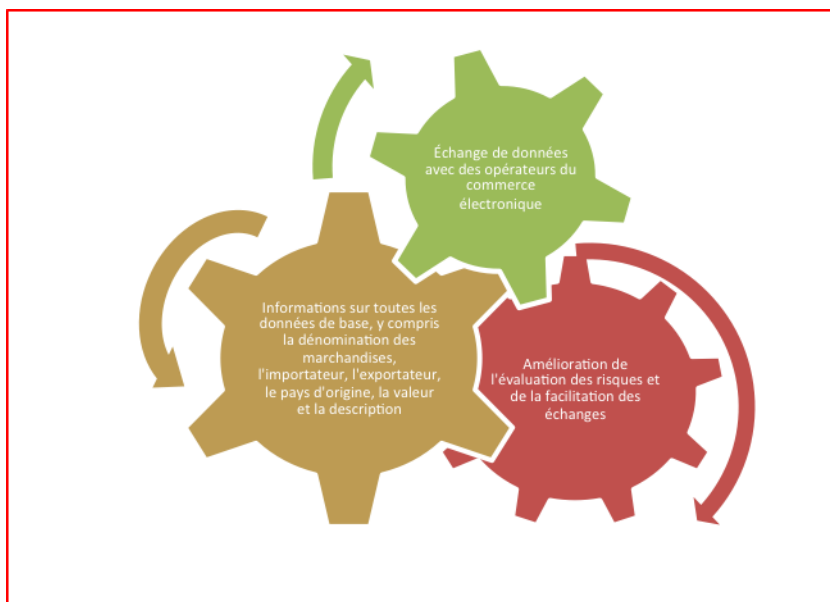 Échange de données
avec des opérateurs du
commerce
électronique
Informations sur toutes les
données de base, y compris
la dénomination des
marchandises,
l'importateur, l'exportateur,
le pays d'origine, la valeur
et la description
Amélioration de
l'évaluation des risques et
de la facilitation des
échanges